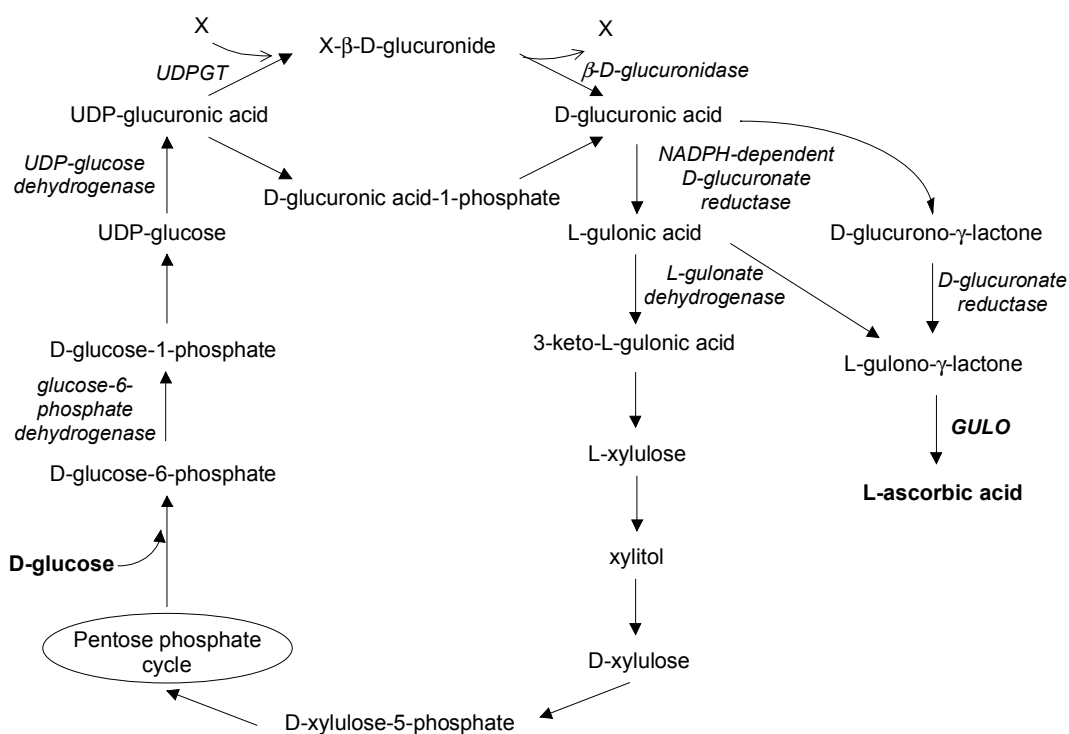 X
X-β-D-glucuronide
X
UDPGT
β-D-glucuronidase
UDP-glucuronic acid
D-glucuronic acid
UDP-glucose
dehydrogenase
NADPH-dependent
D-glucuronate
reductase
D-glucuronic acid-1-phosphate
UDP-glucose
L-gulonic acid
D-glucurono-γ-lactone
L-gulonate
dehydrogenase
D-glucuronate
reductase
D-glucose-1-phosphate
3-keto-L-gulonic acid
L-gulono-γ-lactone
glucose-6-
phosphate
dehydrogenase
GULO
D-glucose-6-phosphate
L-xylulose
L-ascorbic acid
D-glucose
xylitol
Pentose phosphate
cycle
D-xylulose
D-xylulose-5-phosphate